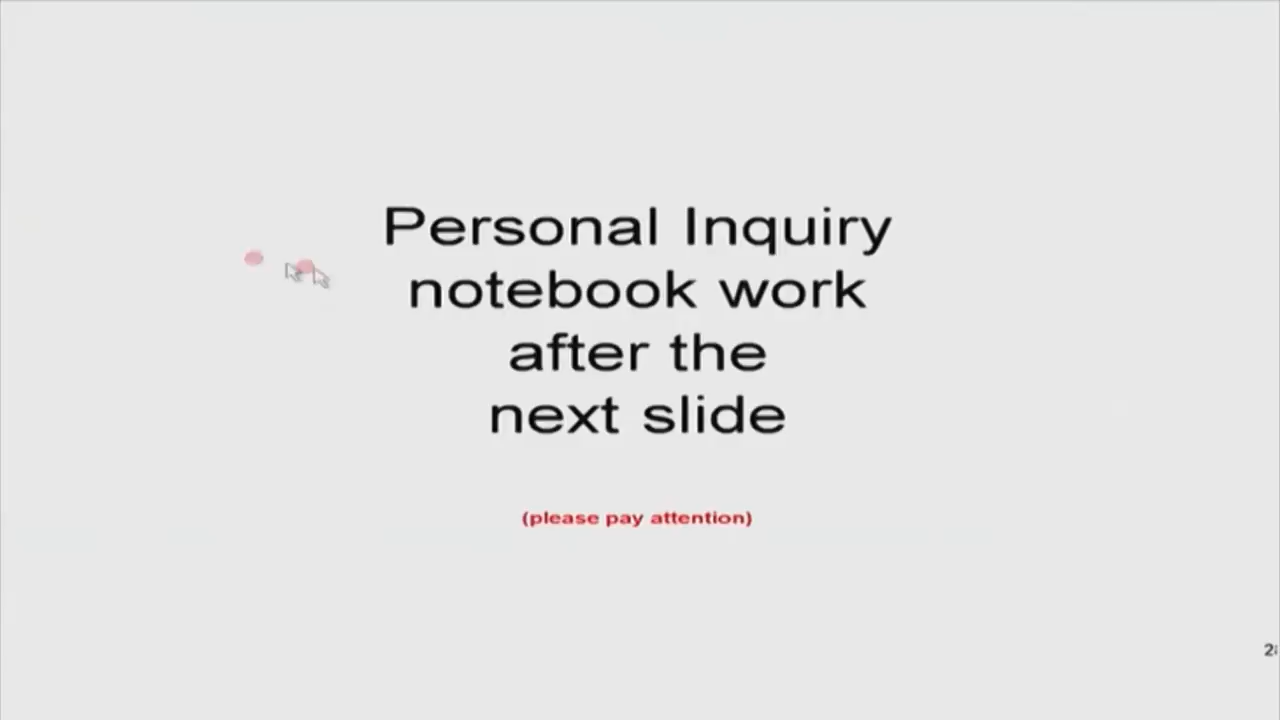 Personal Inquiry
notebook work
after the
next slide
(please pay attention)